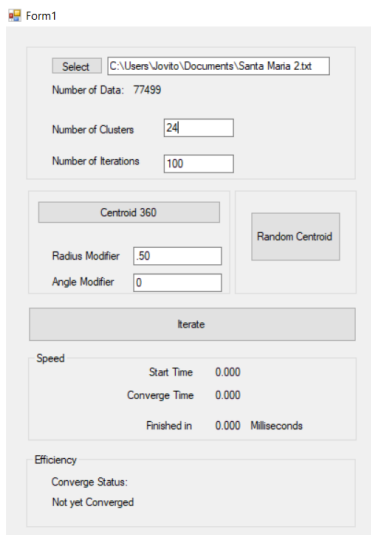 Form1
Select C:\Users\Jovito\Documents\Santa Maria 2.txt
Number of Data: 77499
Number of Clusters 24
Number of Iterations 100
Centroid 360
Radius Modifier .50
Angle Modifier 0
Random Centroid
Iterate
Speed
Start Time 0.000
Converge Time 0.000
Finished in 0.000 Milliseconds
Efficiency
Converge Status:
Not yet Converged